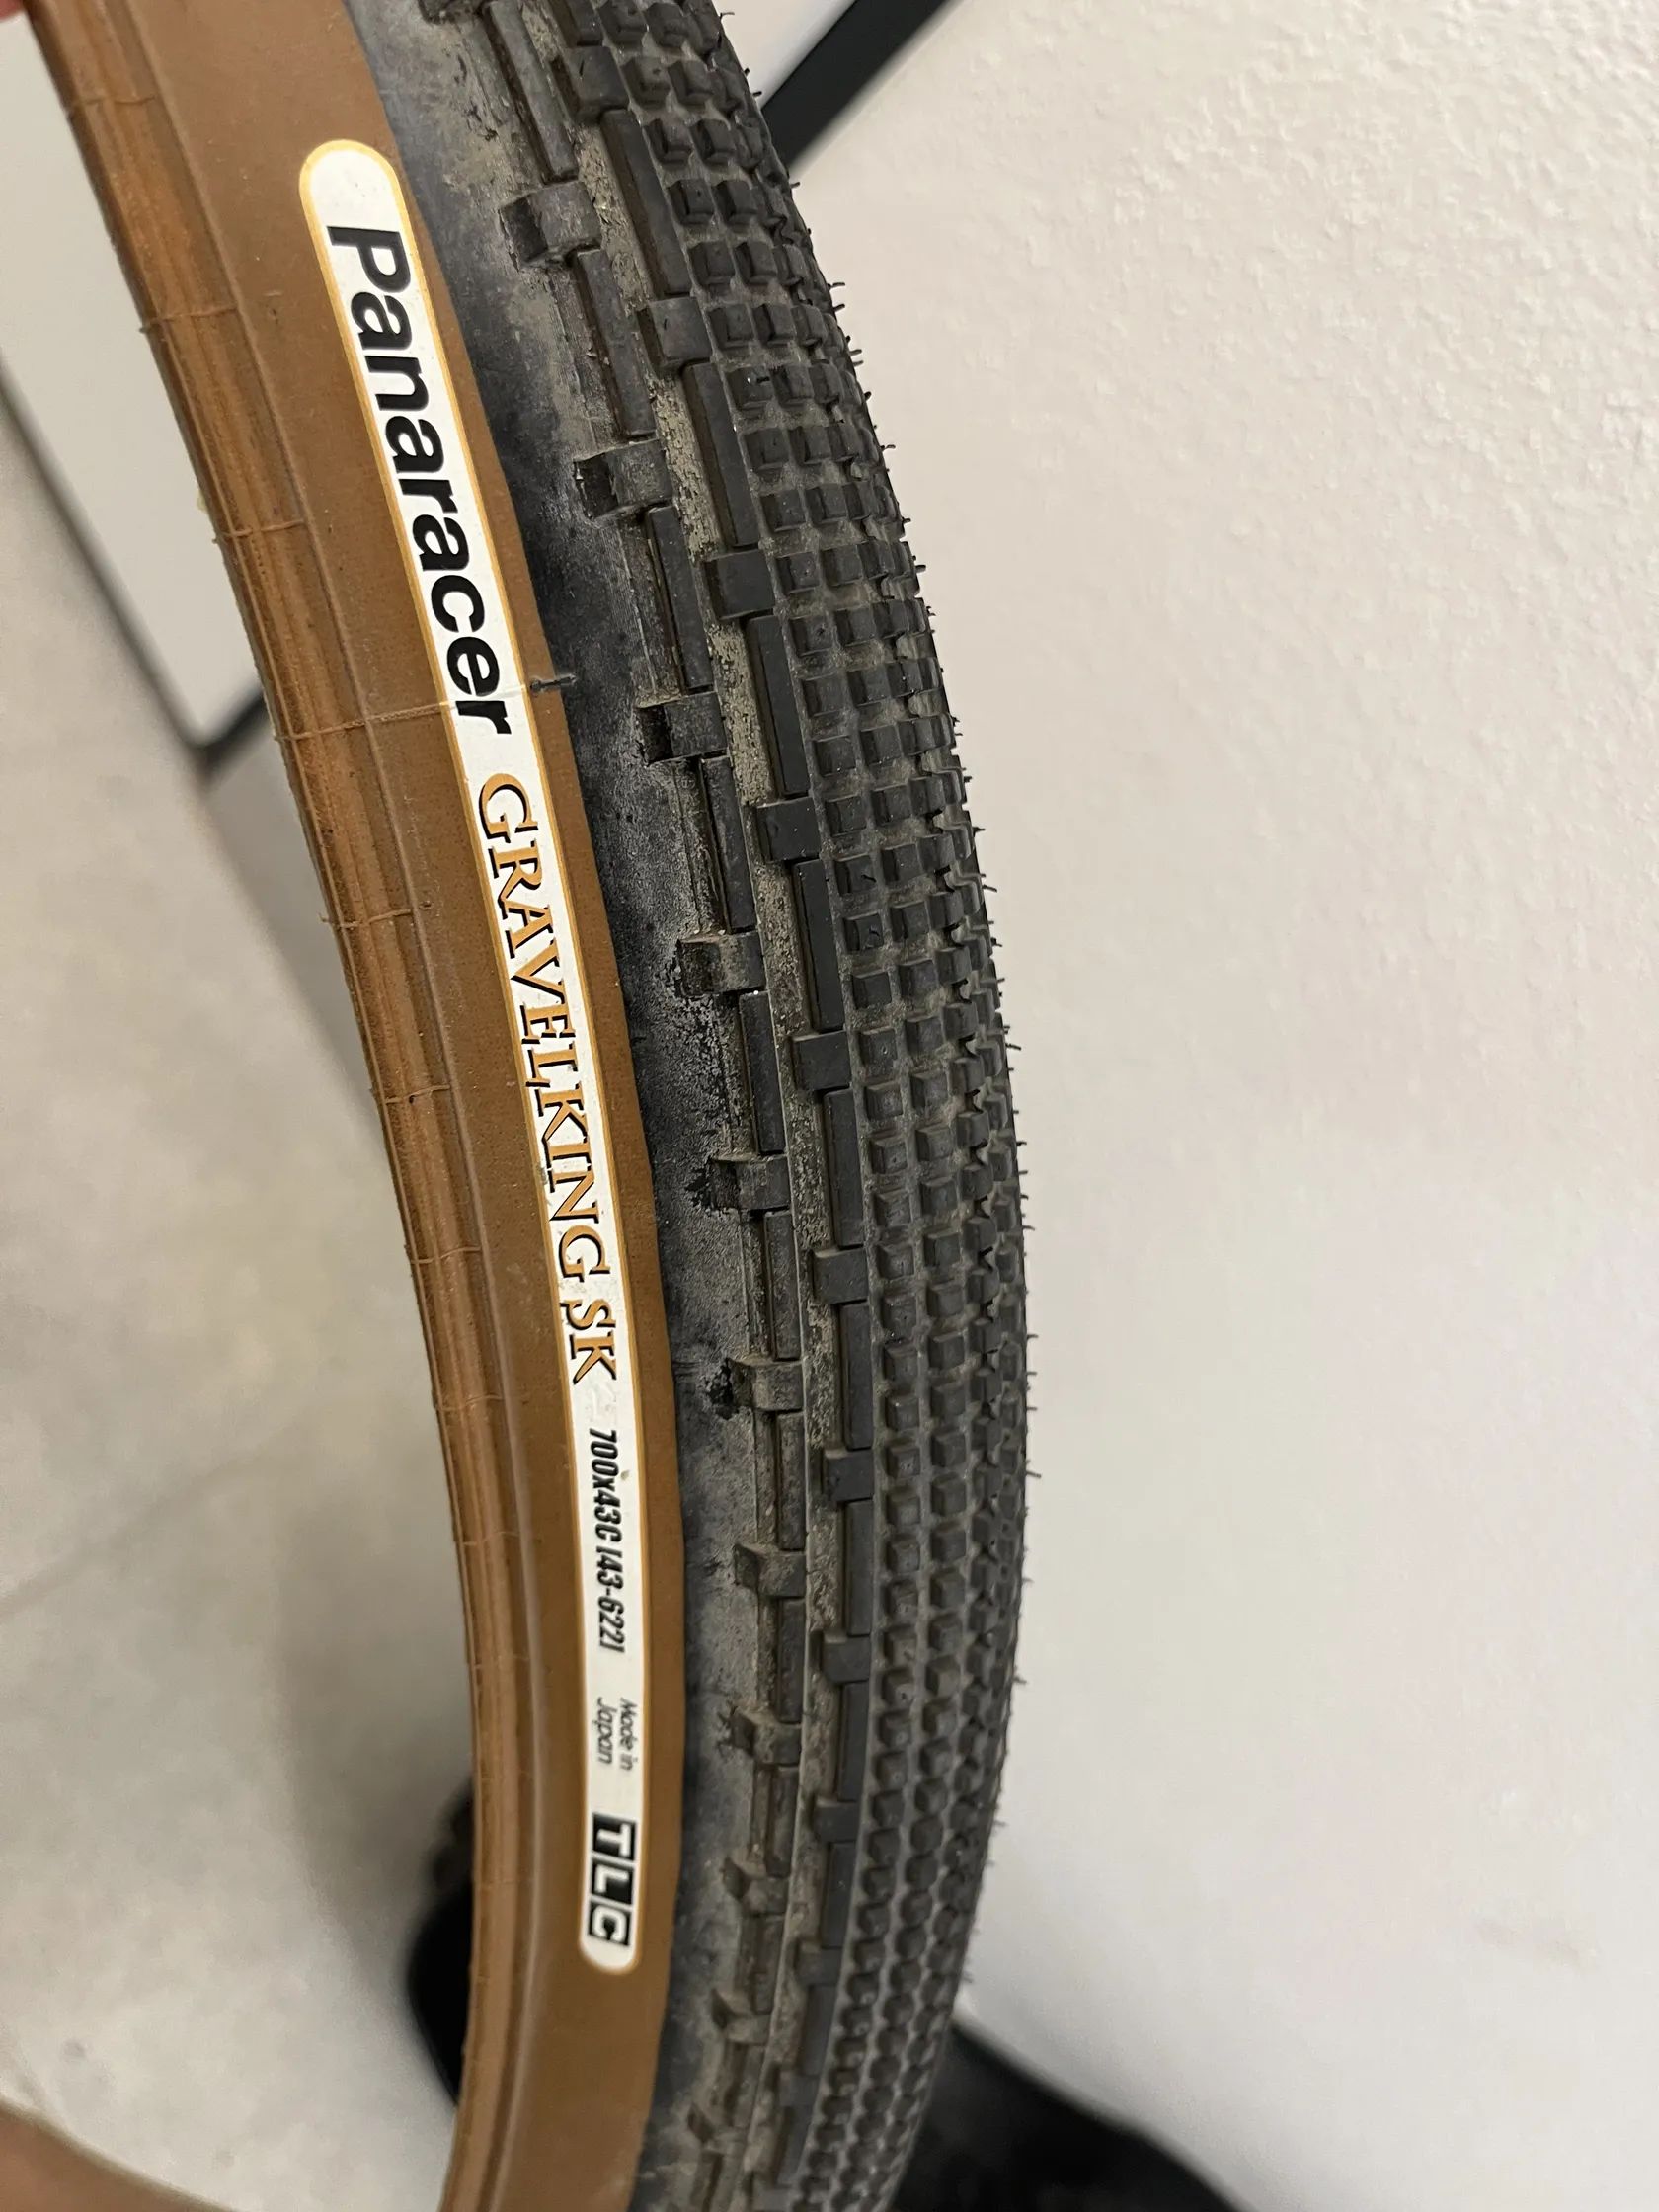 Panaracer GRAVELKING SK 700x43C [43-622] Made in
Japan
TLC